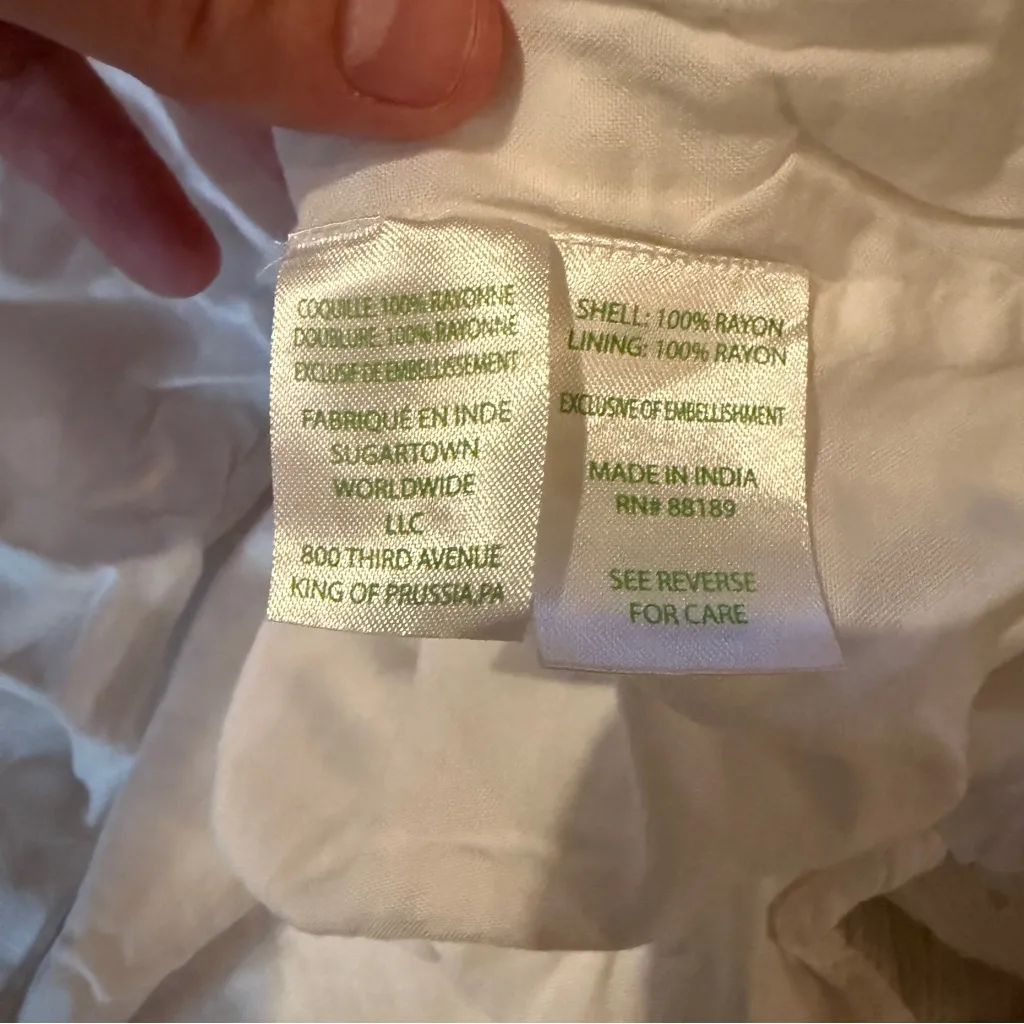 COQUILLE: 100% RAYONNE
DOUBLURE: 100% RAYONNE
EXCLUSIF DE EMBELLISSEMENT
FABRIQUÉ EN INDE
SUGARTOWN
WORLDWIDE
LLC
800 THIRD AVENUE
KING OF PRUSSIA,PA
SHELL: 100% RAYON
LINING: 100% RAYON
EXCLUSIVE OF EMBELLISHMENT
MADE IN INDIA
RN# 88189
SEE REVERSE
FOR CARE